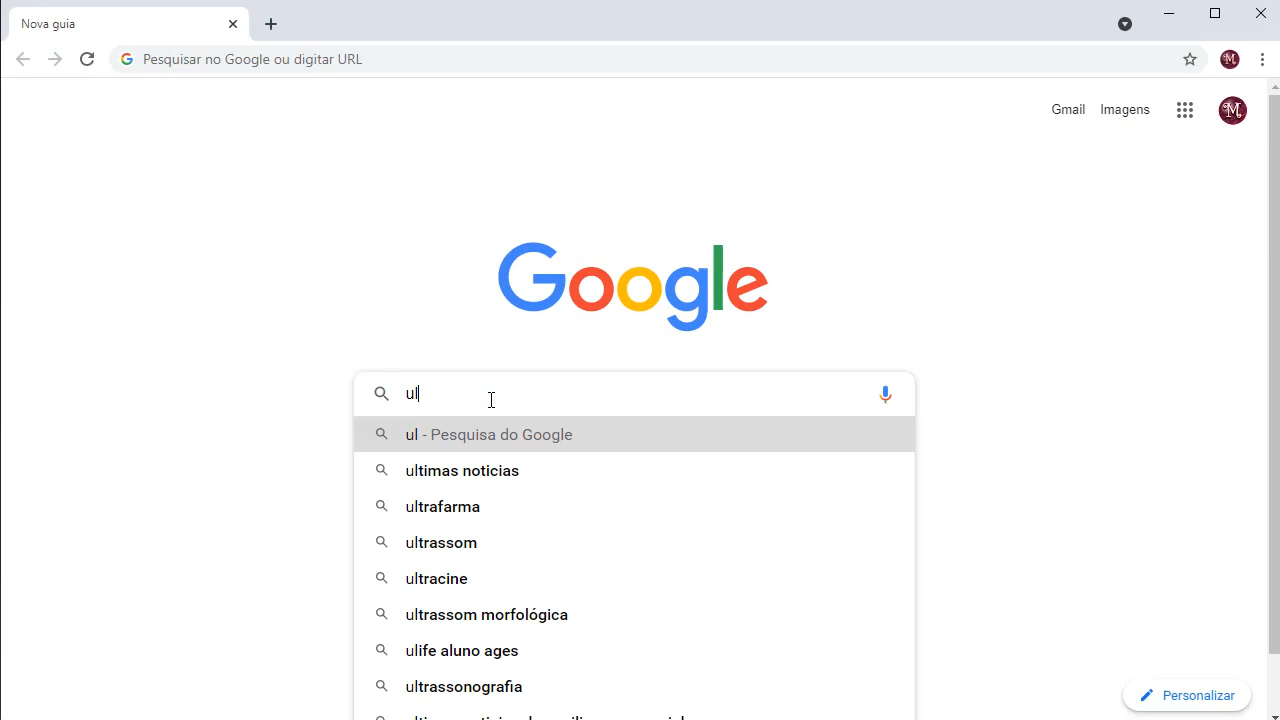 Nova guia
Pesquisar no Google ou digitar URL
M
Gmail Imagens
M
Google
ul
ul - Pesquisa do Google
ultimas noticias
ultrafarma
ultrassom
ultracine
ultrassom morfológica
ulife aluno ages
ultrassonografia
Personalizar